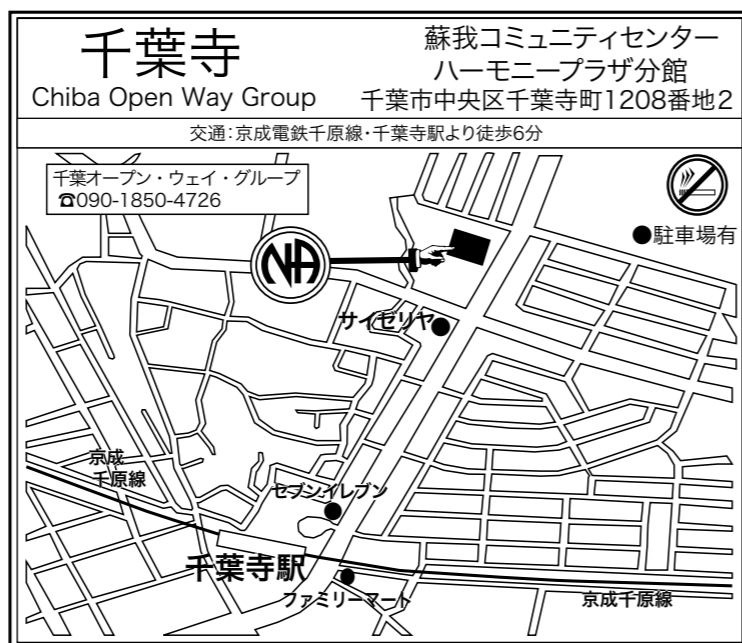 千葉寺
Chiba Open Way Group
蘇我コミュニティセンター
ハーモニープラザ分館
千葉市中央区千葉寺町1208番地2
交通:京成電鉄千原線・千葉寺駅より徒歩6分
千葉オープン・ウェイ・グループ
☎090-1850-4726
●駐車場有
NA
サイゼリヤ
京成
千原線
セブンイレブン
千葉寺駅
ファミリーマート
京成千原線